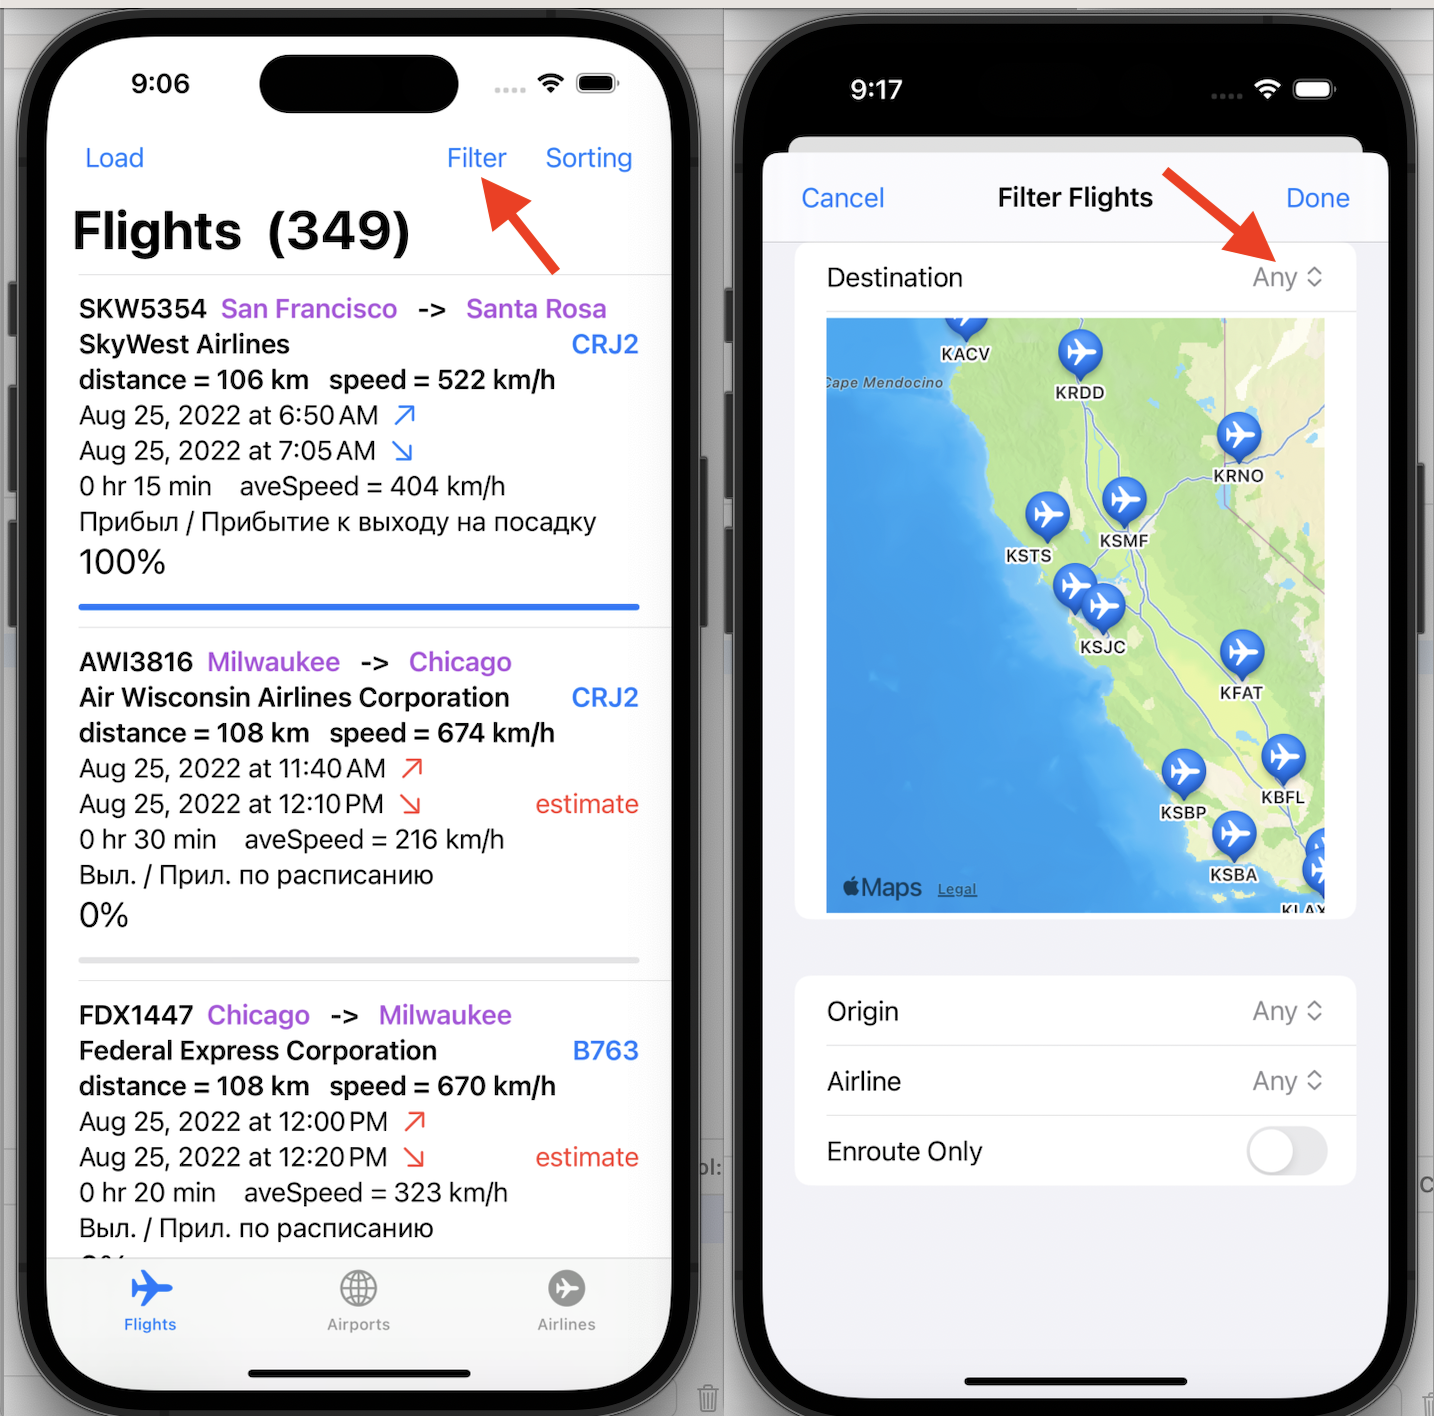 9:06
Load Filter Sorting
Flights (349)
SKW5354 San Francisco -> Santa Rosa
SkyWest Airlines CRJ2
distance = 106 km speed = 522 km/h
Aug 25, 2022 at 6:50 AM
Aug 25, 2022 at 7:05 AM
0 hr 15 min aveSpeed = 404 km/h
Прибыл / Прибытие к выходу на посадку
100%
AWI3816 Milwaukee -> Chicago
Air Wisconsin Airlines Corporation CRJ2
distance = 108 km speed = 674 km/h
Aug 25, 2022 at 11:40 AM
Aug 25, 2022 at 12:10 PM estimate
0 hr 30 min aveSpeed = 216 km/h
Выл. / Прил. по расписанию
0%
FDX1447 Chicago -> Milwaukee
Federal Express Corporation B763
distance = 108 km speed = 670 km/h
Aug 25, 2022 at 12:00 PM
Aug 25, 2022 at 12:20 PM estimate
0 hr 20 min aveSpeed = 323 km/h
Выл. / Прил. по расписанию
Flights Airports Airlines
9:17
Cancel Filter Flights Done
Destination Any
KACV
Cape Mendocino
KRDD
KRNO
KSMF
KSTS
KSJC
KFAT
KBFL
KSBP
KSBA
Maps Legal
KLAX
Origin Any
Airline Any
Enroute Only